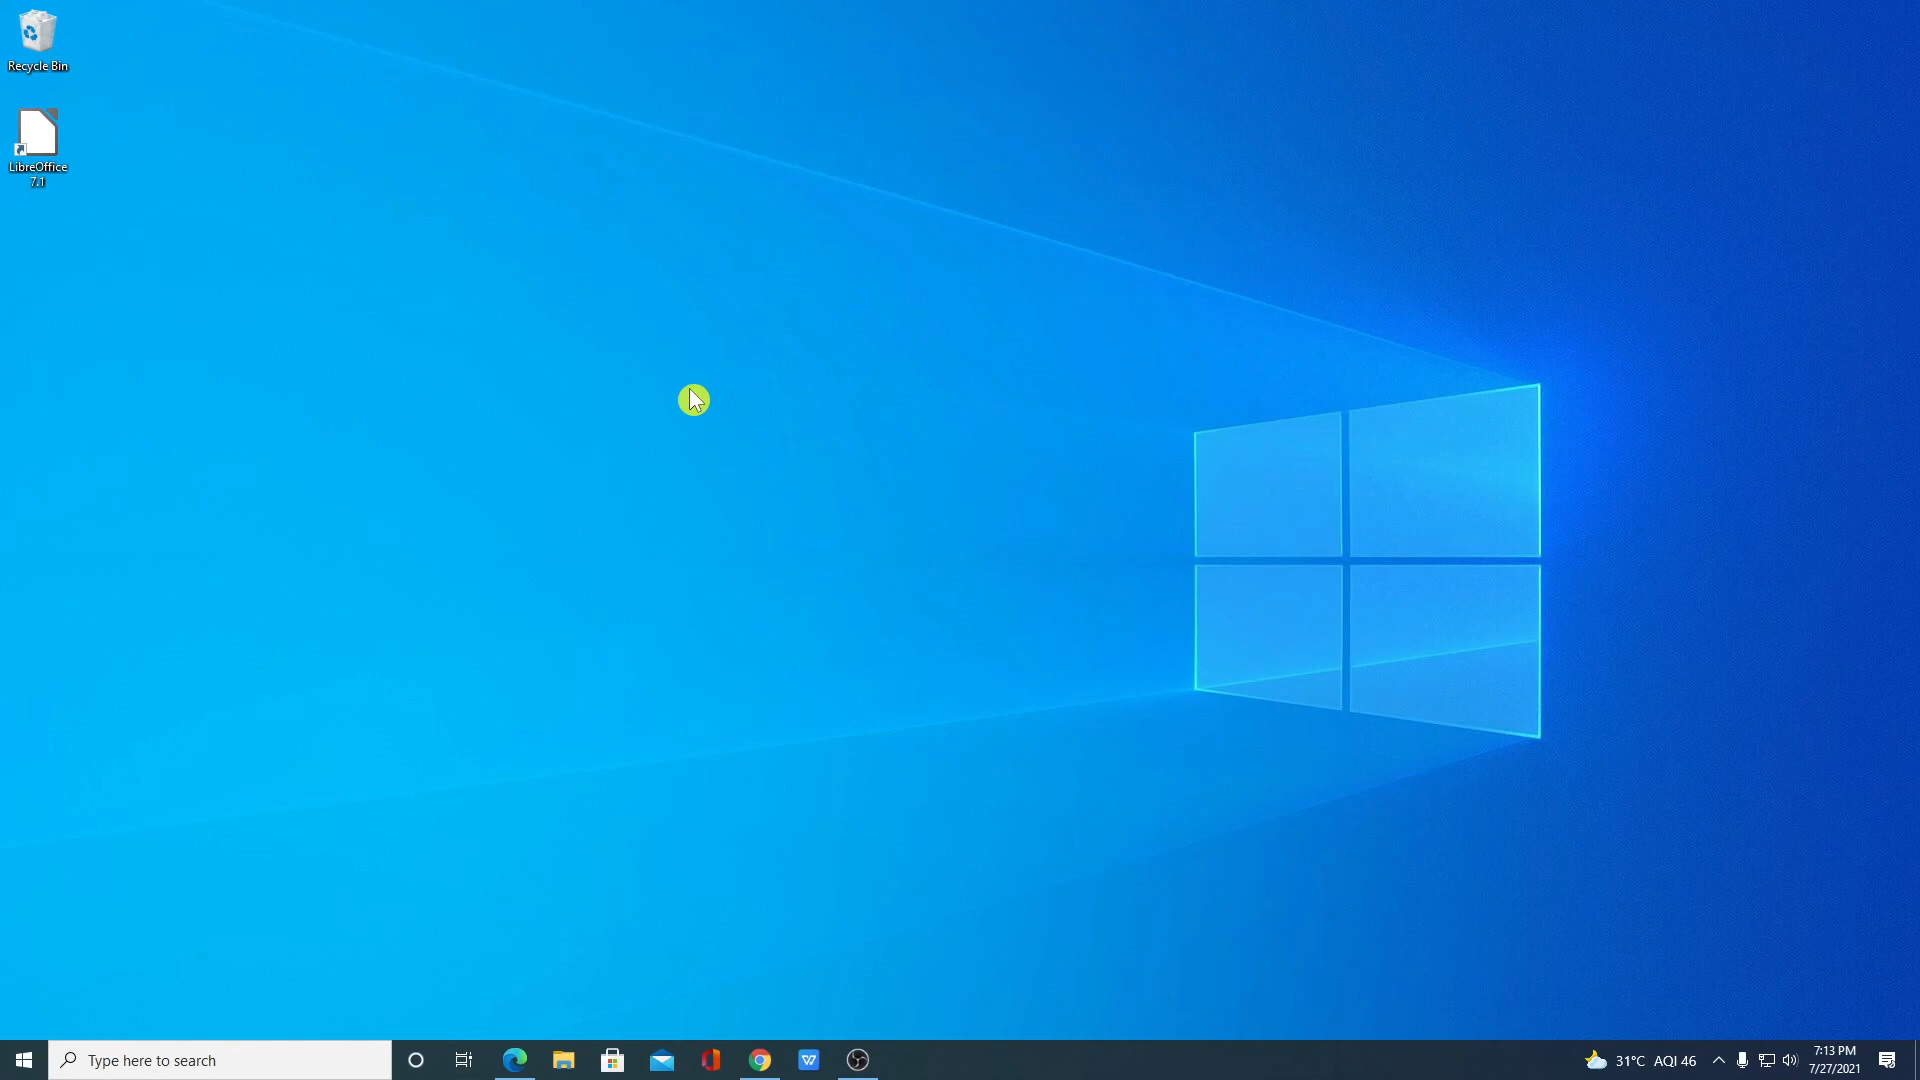 Recycle Bin
LibreOffice
7.1
Type here to search
31°C AQI 46
7:13 PM
7/27/2021